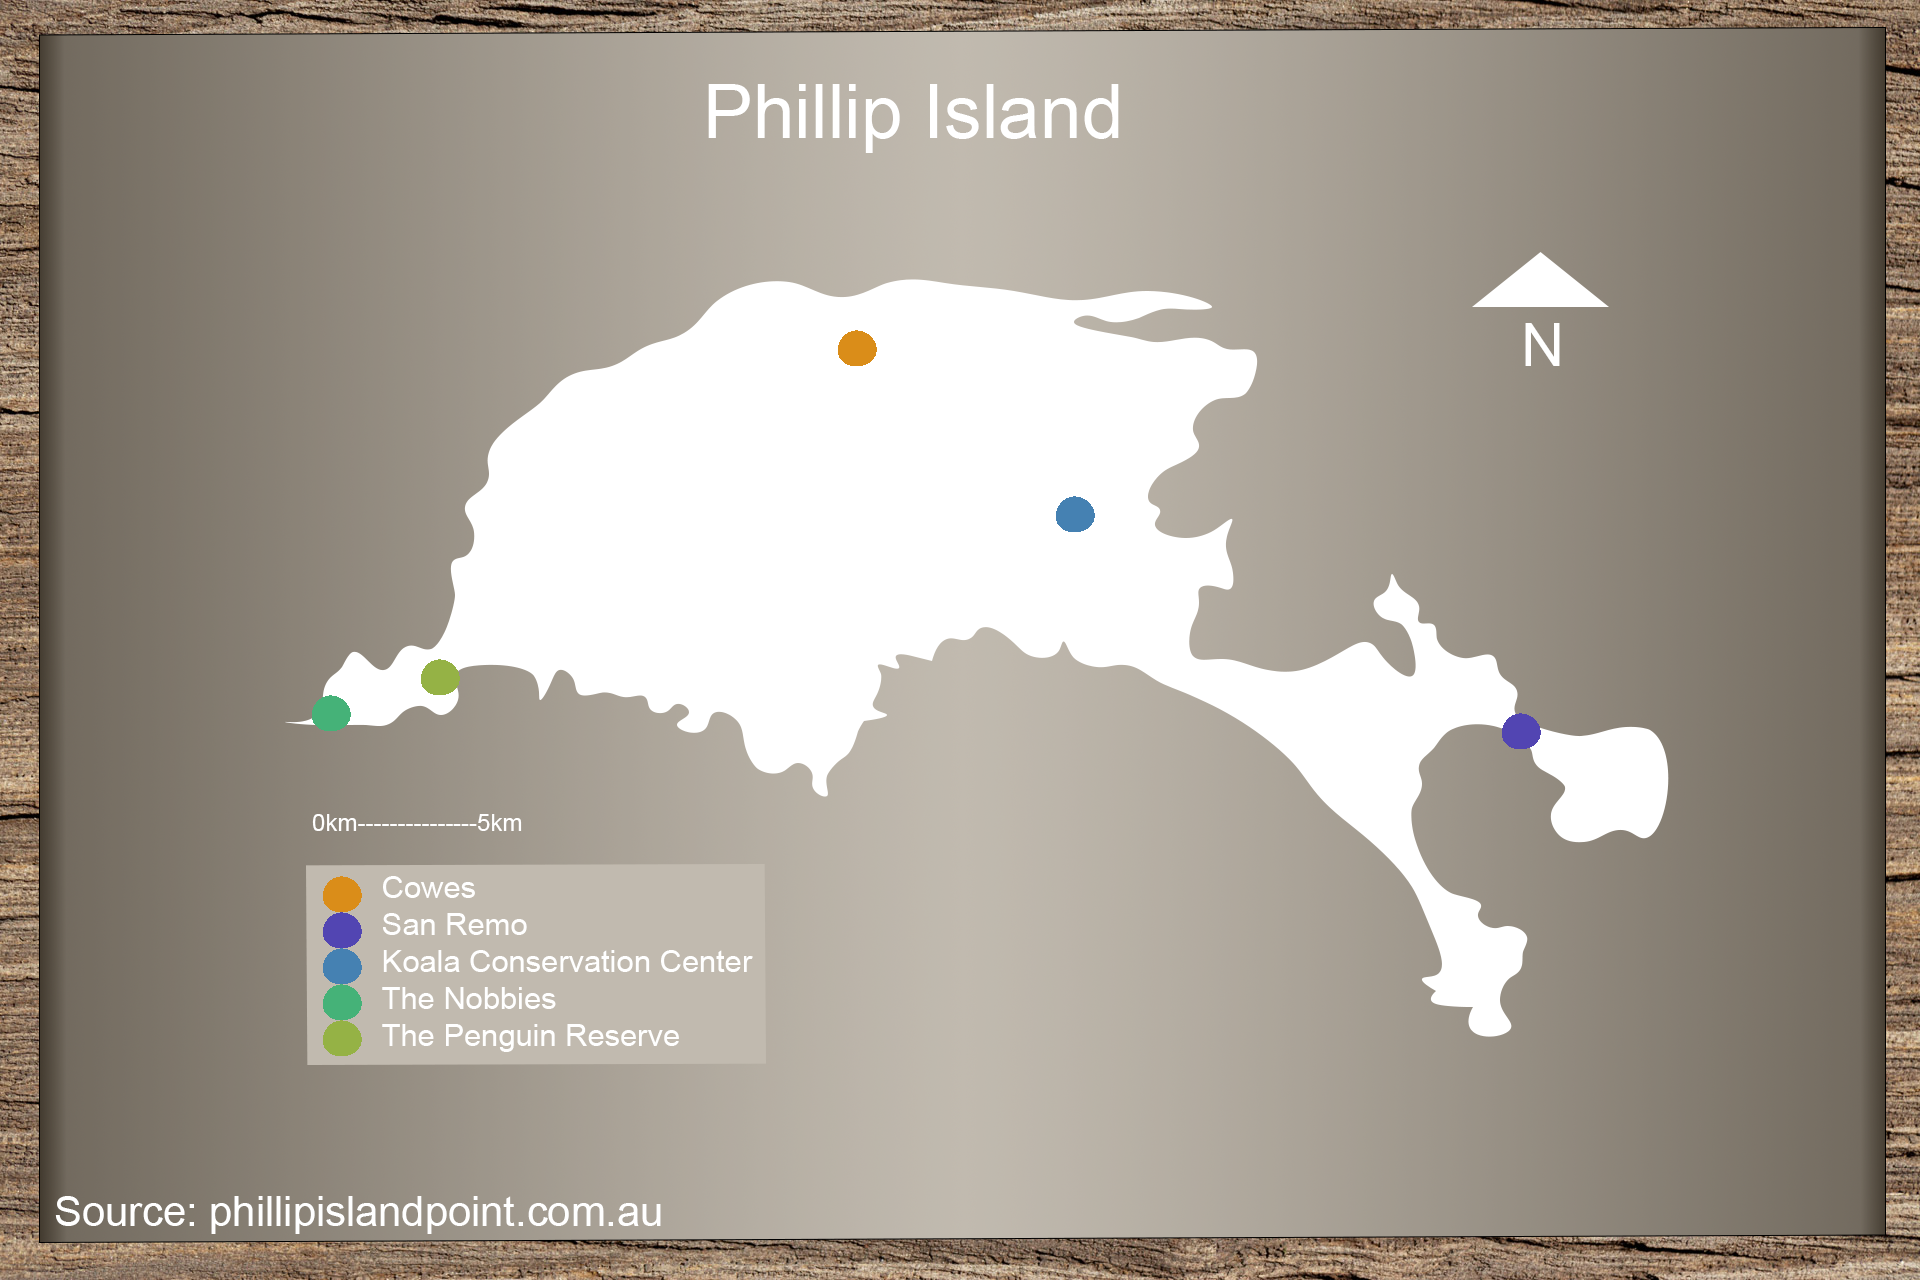 Phillip Island
N
0km---------------5km
Cowes
San Remo
Koala Conservation Center
The Nobbies
The Penguin Reserve
Source: phillipislandpoint.com.au